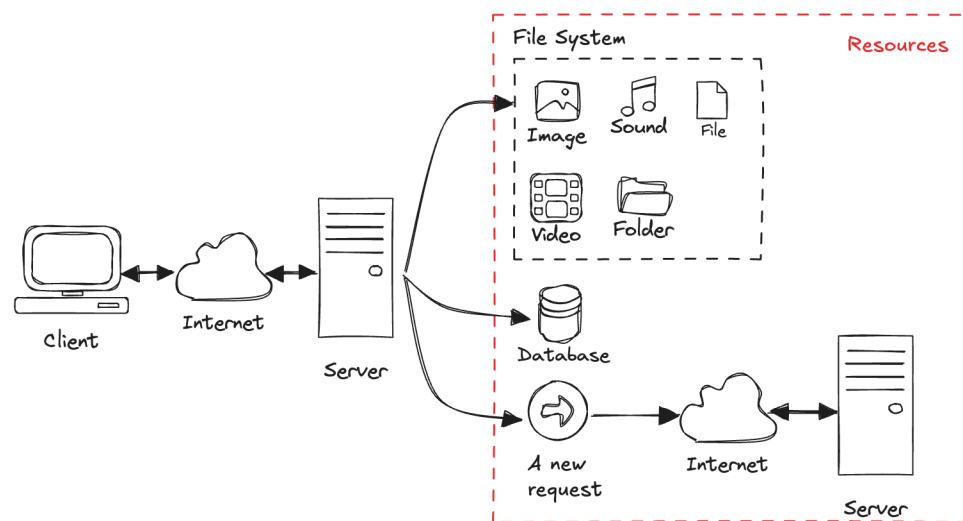 File System
Resources
Image
Sound
File
Video
Folder
Client
Internet
Server
Database
A new
request
Internet
Server